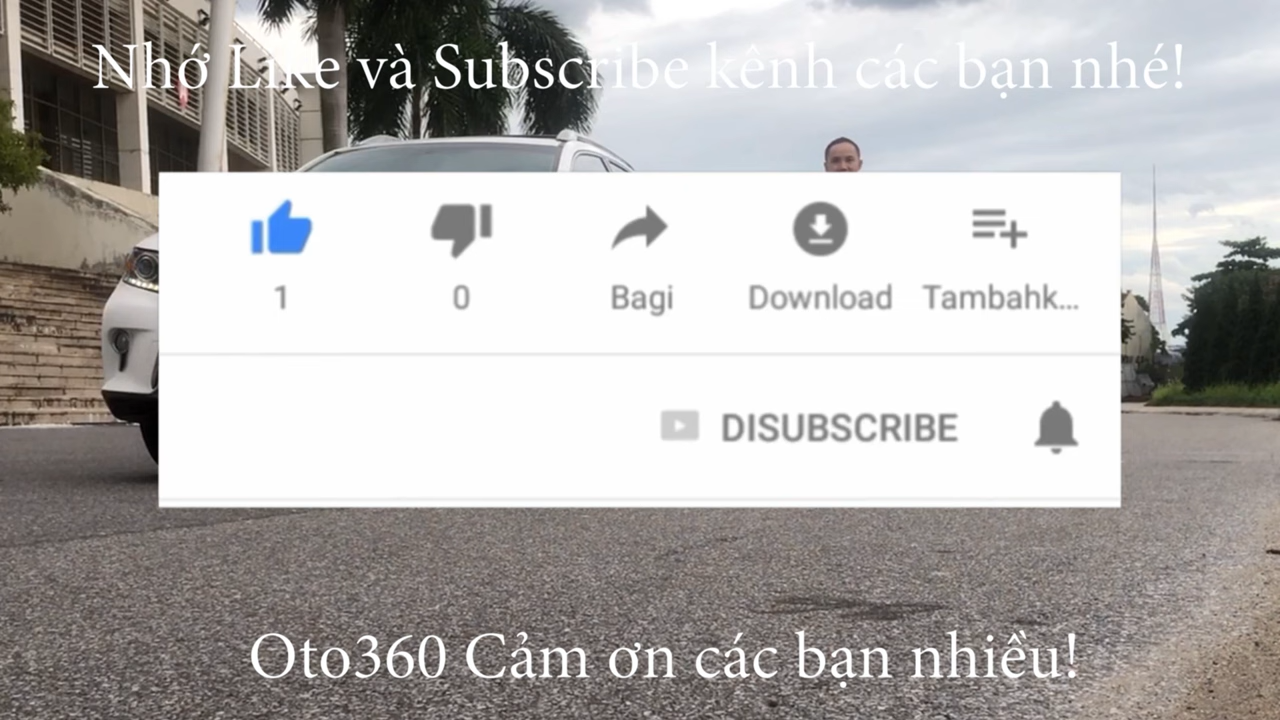 Nhớ Like và Subscribe kênh các bạn nhé!
1 0 Bagi Download Tambahk...
DISUBSCRIBE
Oto360 Cảm ơn các bạn nhiều!